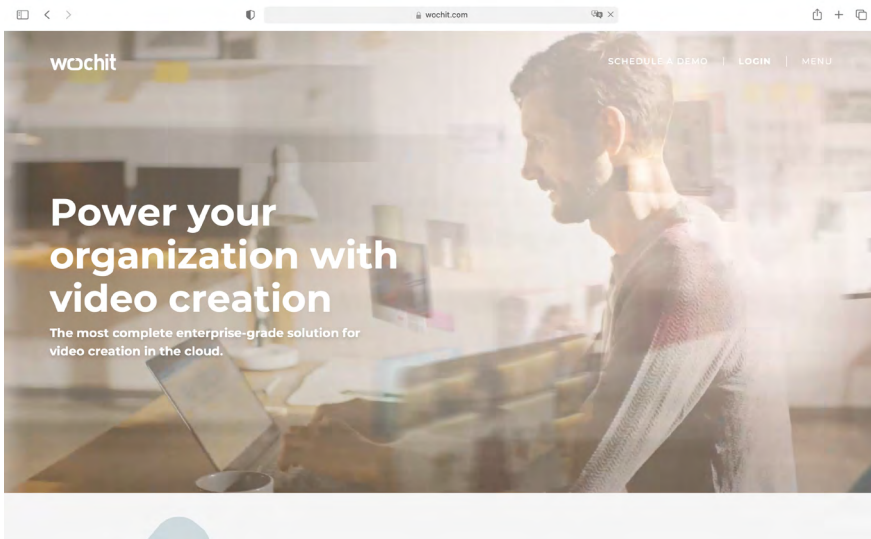 wochit.com
wochit
SCHEDULE A DEMO | LOGIN | MENU
Power your
organization with
video creation
The most complete enterprise-grade solution for
video creation in the cloud.